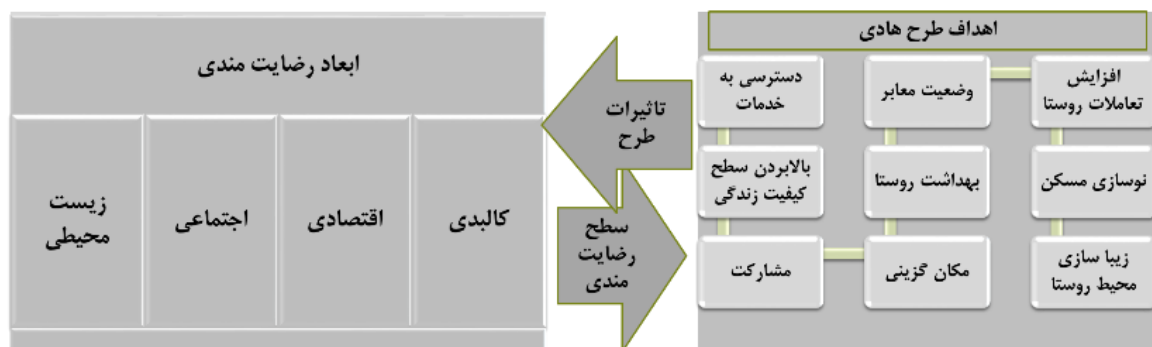 اهداف طرح هادی
افزایش
تعاملات روستا
وضعیت معابر
دسترسی به
خدمات
نوسازی مسکن
بهداشت روستا
بالابردن سطح
کیفیت زندگی
زیبا سازی
محیط روستا
مکان گزینی
مشارکت
تاثیرات
طرح
سطح
رضایت
مندی
ابعاد رضایت مندی
کالبدی
اقتصادی
اجتماعی
زیست
محیطی